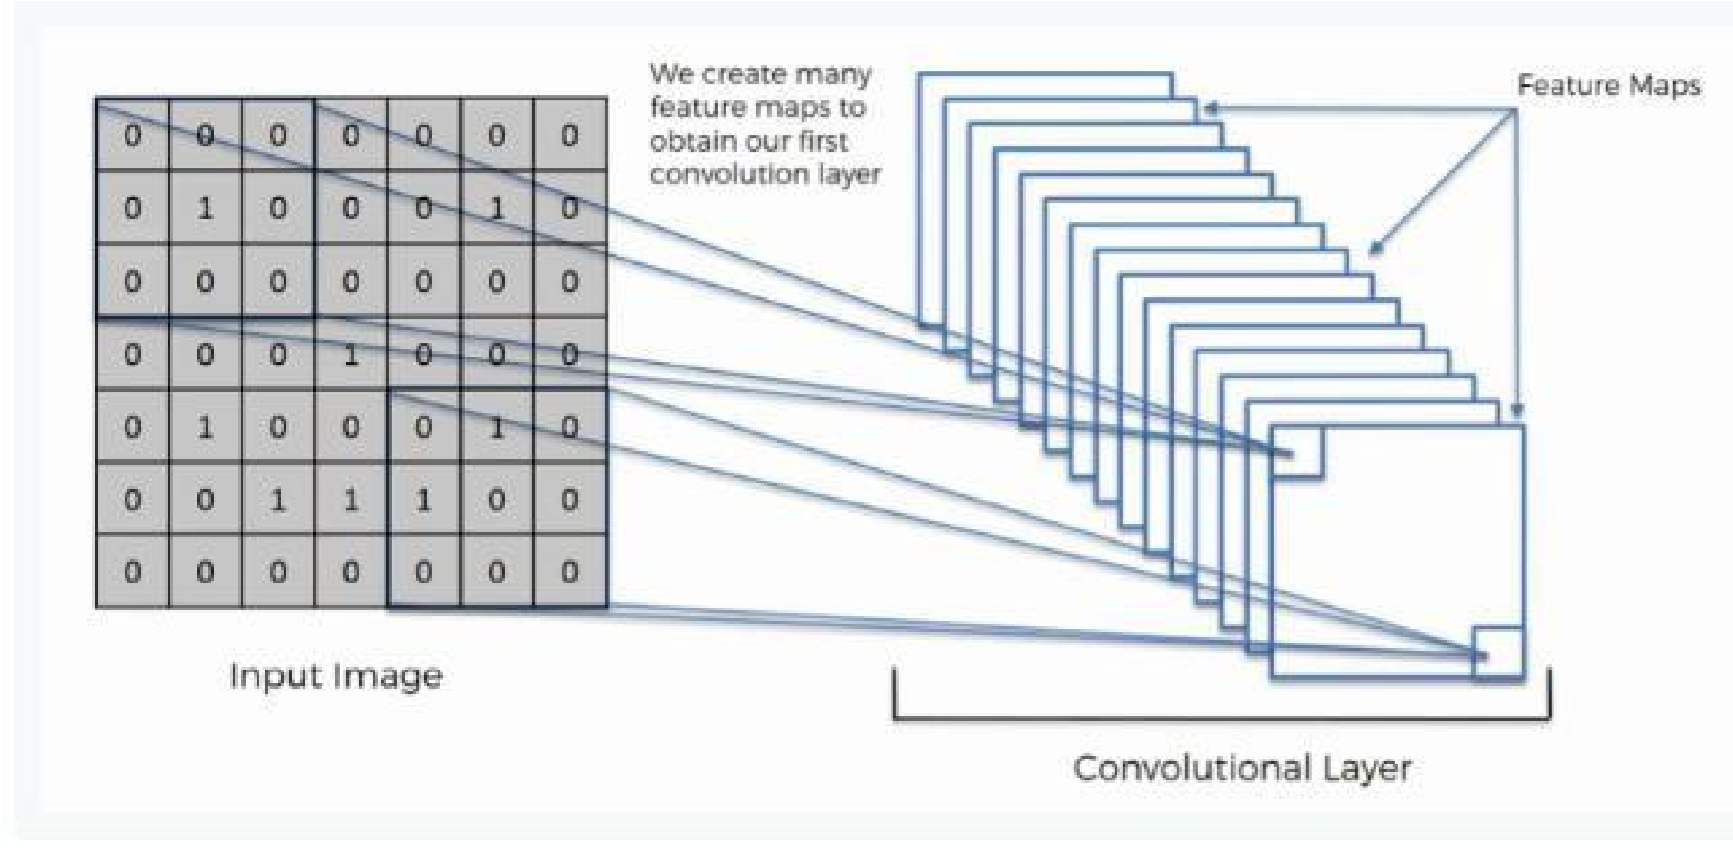 We create many
feature maps to
obtain our first
convolution layer
Feature Maps
0 0 0 0 0 0 0
0 1 0 0 0 1 0
0 0 0 0 0 0 0
0 0 0 1 0 0 0
0 1 0 0 0 1 0
0 0 1 1 1 0 0
0 0 0 0 0 0 0
Input Image
Convolutional Layer